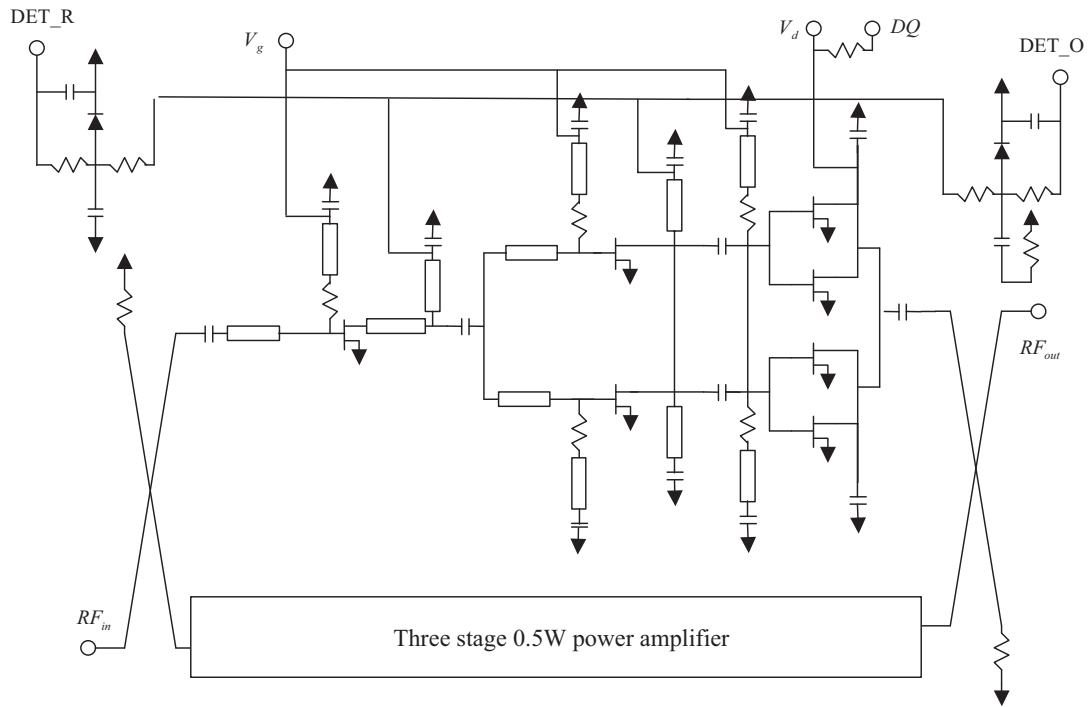 DET_R
V_g
V_d
DQ
DET_O
RF_out
RF_in
Three stage 0.5W power amplifier